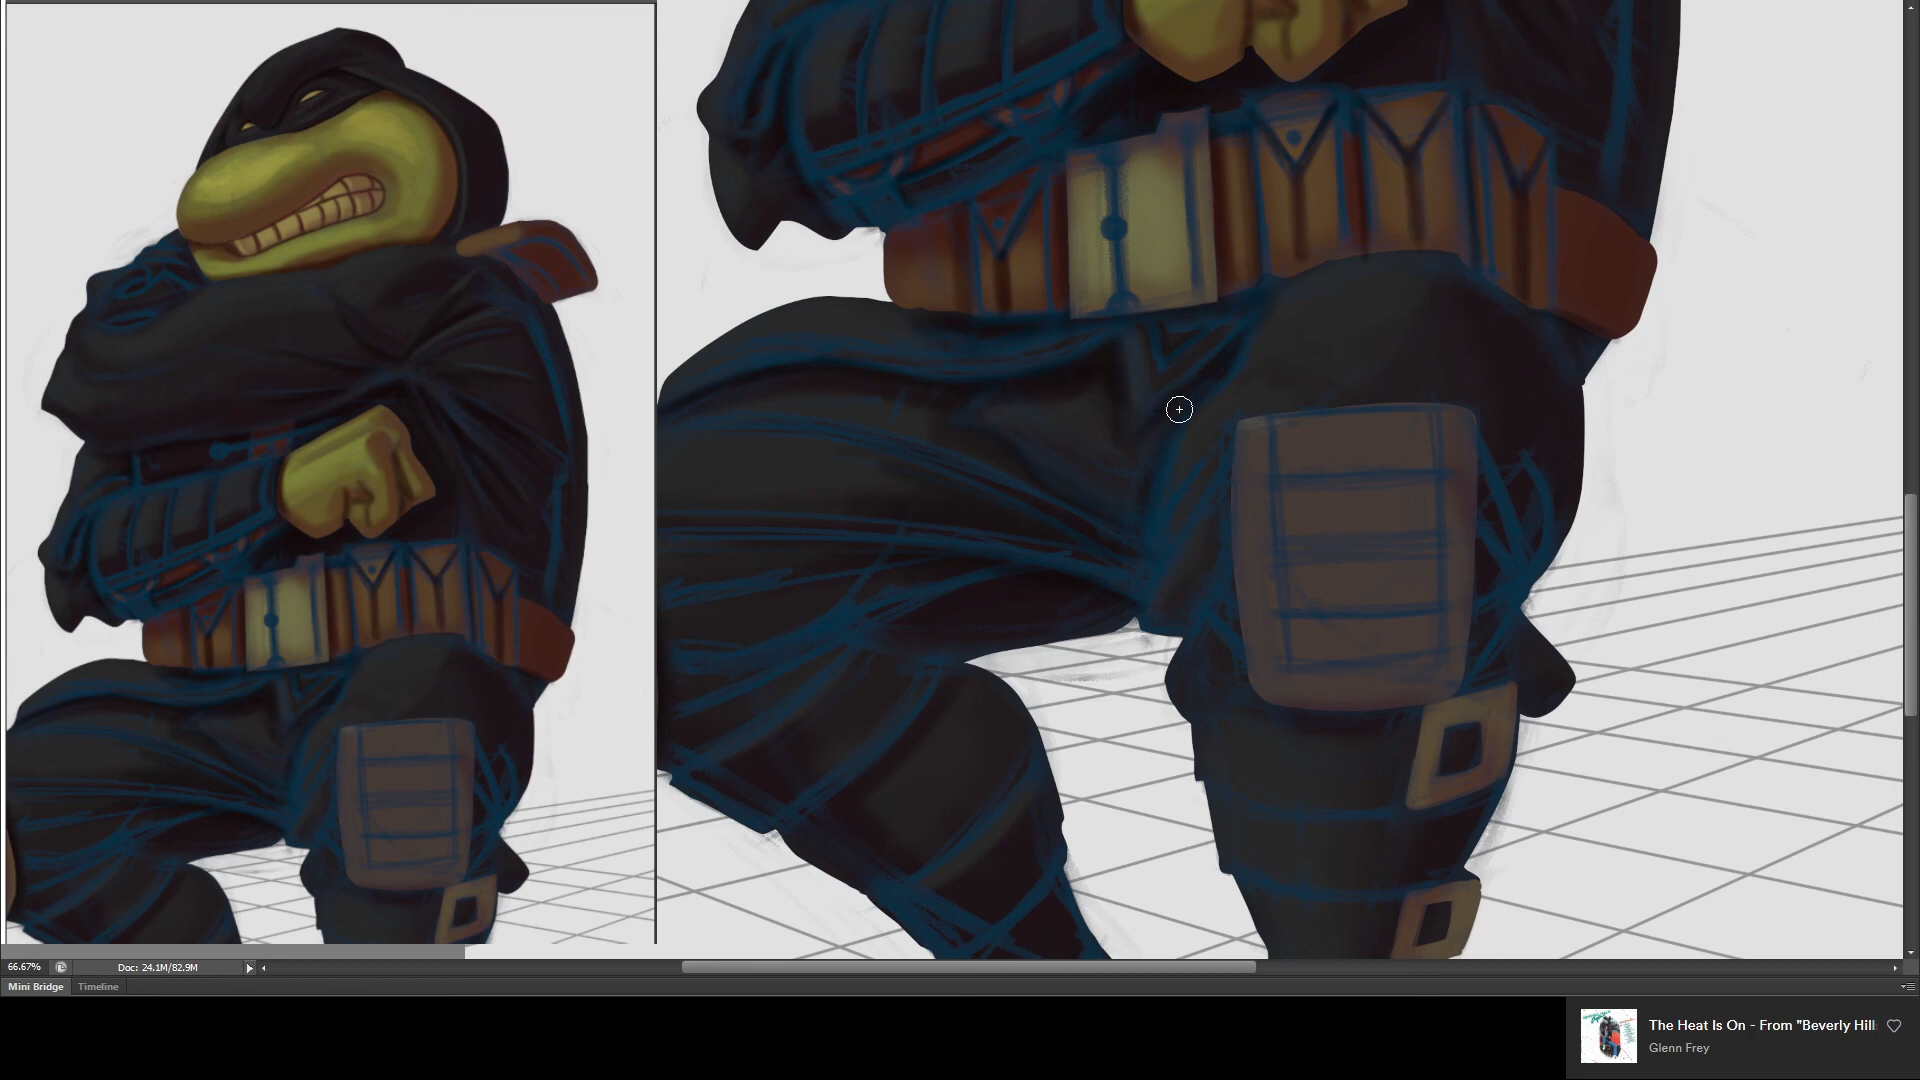 66.67%
Doc: 24.1M/82.9M
Mini Bridge
Timeline
The Heat Is On - From "Beverly Hill
Glenn Frey